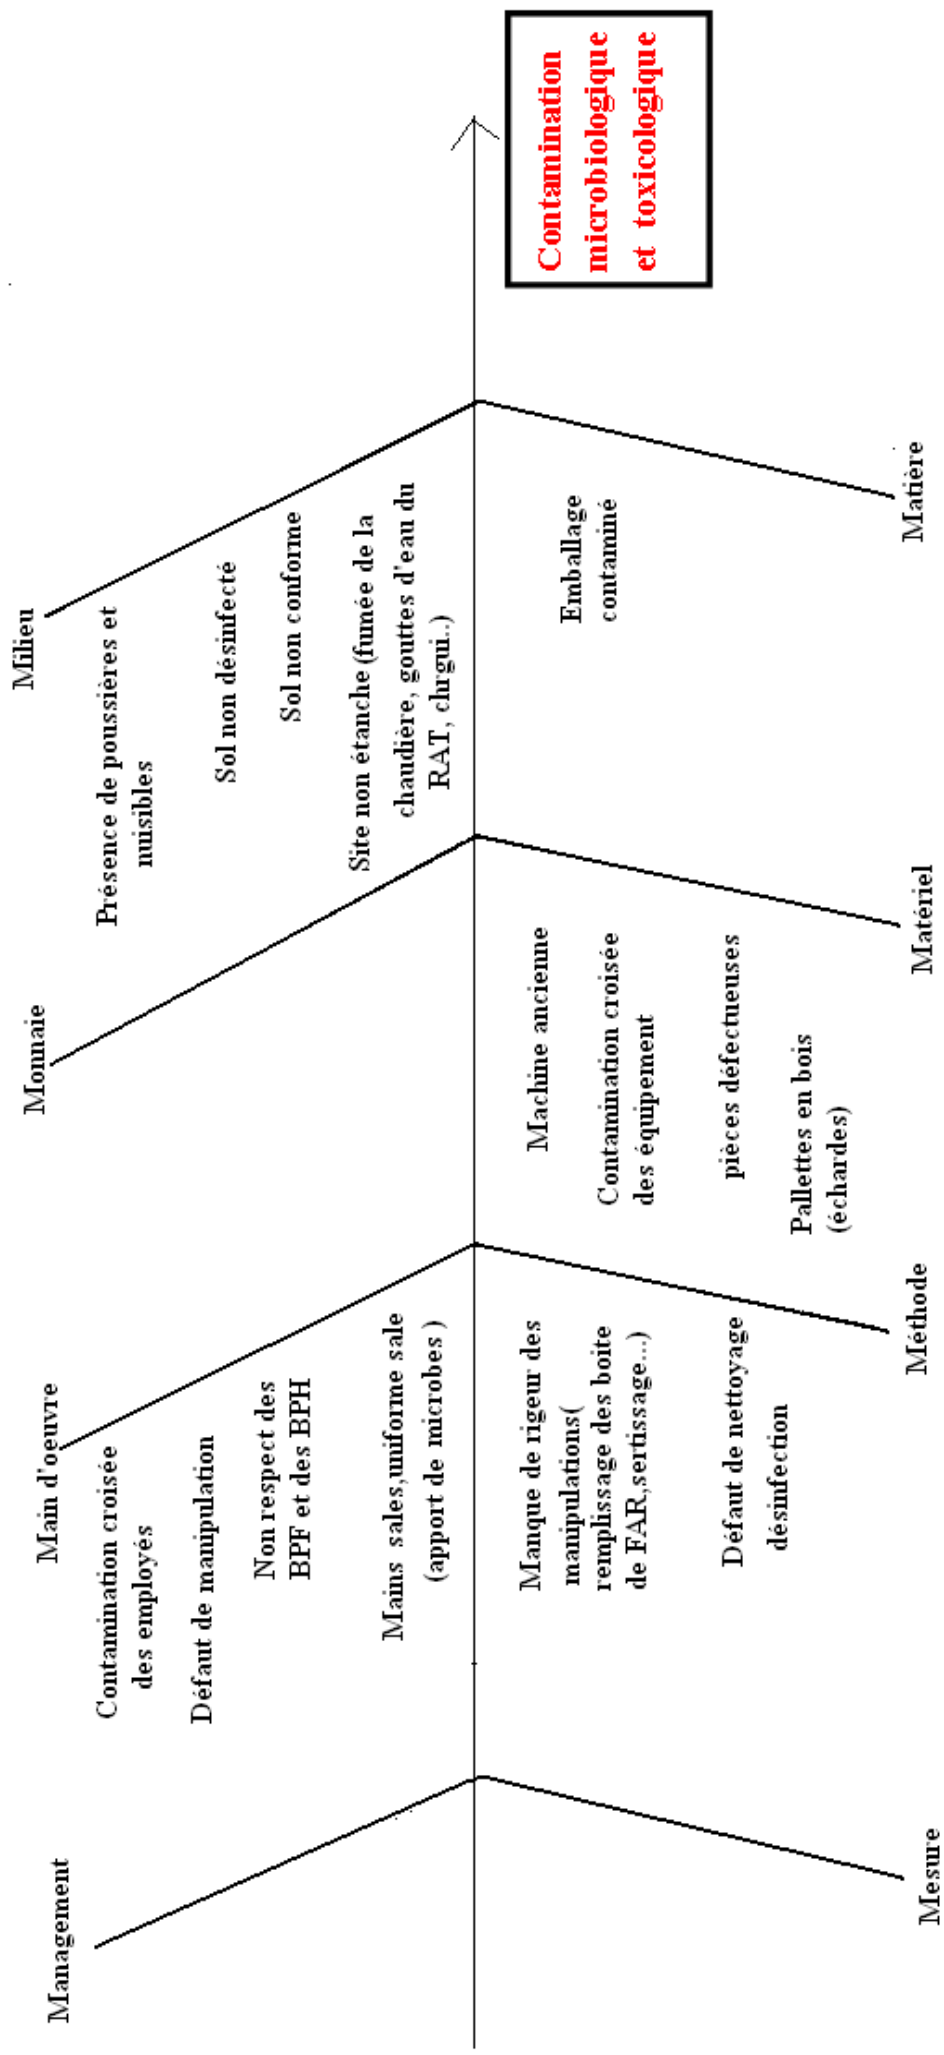 Management
Main d'oeuvre
Contamination croisée
des employés
Défaut de manipulation
Non respect des
BPF et des BPH
Mains sales,uniforme sale
(apport de microbes )
Monnaie
Milieu
Présence de poussières et
nuisibles
Sol non désinfecté
Sol non conforme
Site non étanche (fumée de la
chaudière, gouttes d'eau du
RAT, chrgui..)
Contamination
microbiologique
et toxicologique
Mesure
Manque de rigeur des
manipulations(
remplissage des boite
de FAR,sertissage...)
Défaut de nettoyage
désinfection
Méthode
Machine ancienne
Contamination croisée
des équipement
pièces défectueuses
Pallettes en bois
(échardes)
Matériel
Emballage
contaminé
Matière